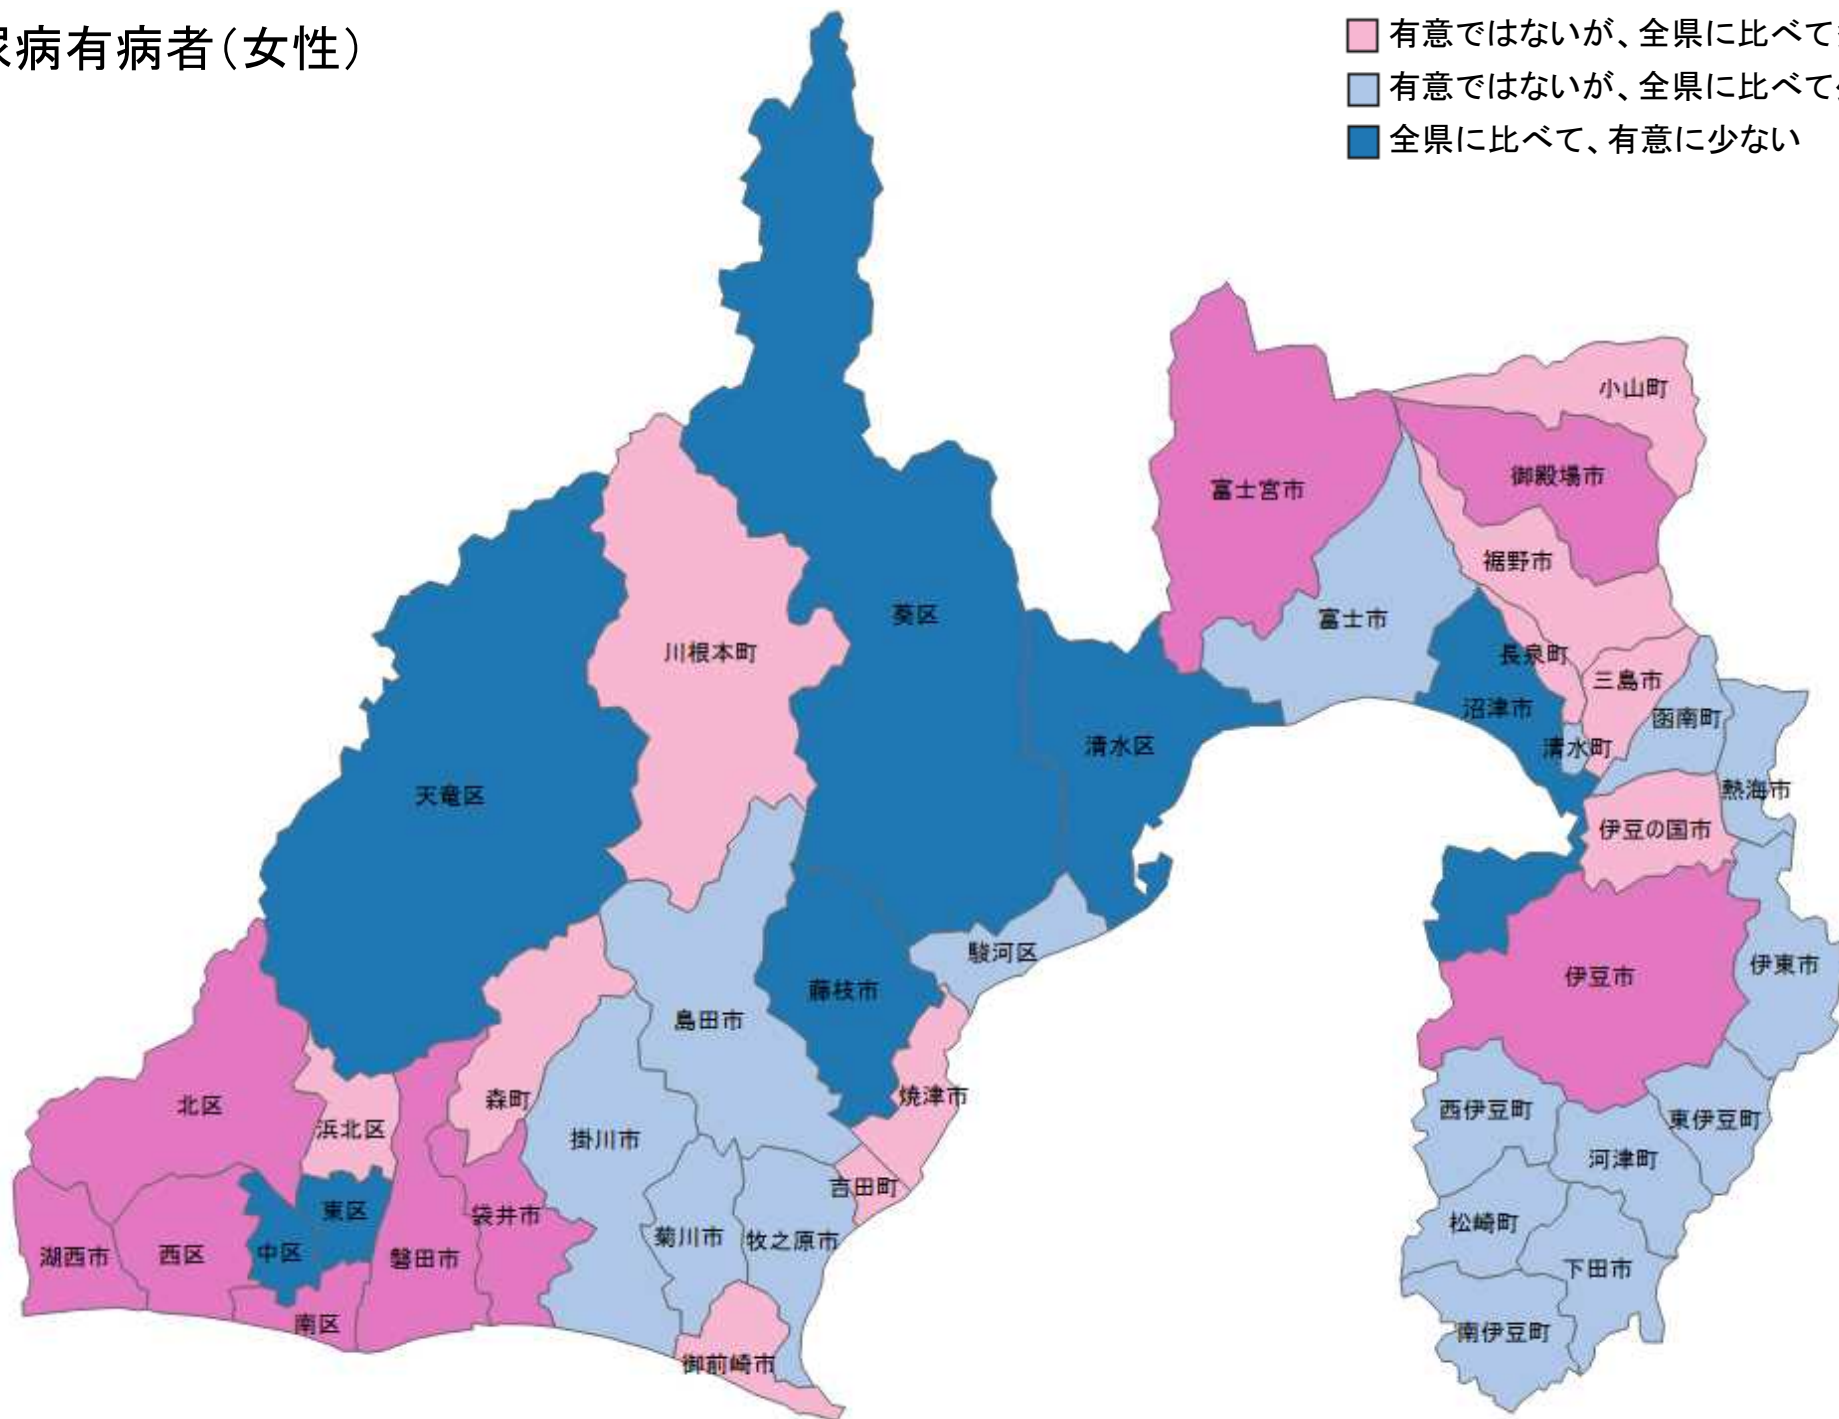 尿病有病者（女性）
有意ではないが、全県に比べて
有意ではないが、全県に比べて
全県に比べて、有意に少ない
小山町
御殿場市
富士宮市
裾野市
葵区
富士市
川根本町
長泉町
三島市
沼津市
函南町
清水区
清水町
熱海市
天竜区
伊豆の国市
駿河区
伊東市
伊豆市
藤枝市
島田市
焼津市
森町
北区
西伊豆町
東伊豆町
浜北区
掛川市
河津町
吉田町
東区
袋井市
松崎町
菊川市
牧之原市
湖西市
西区
中区
磐田市
下田市
南区
南伊豆町
御前崎市